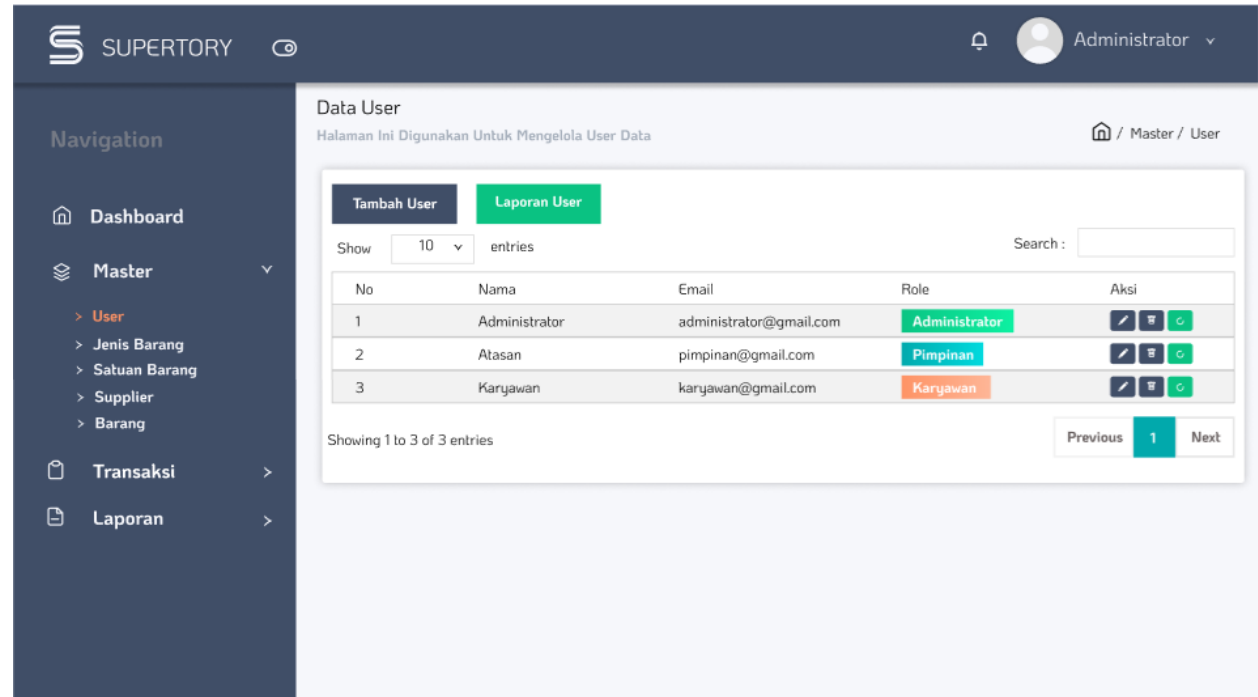 SUPERTORY
Administrator
Navigation
Dashboard
Master
> User
> Jenis Barang
> Satuan Barang
> Supplier
> Barang
Transaksi >
Laporan >
Data User
Halaman Ini Digunakan Untuk Mengelola User Data
/ Master / User
Tambah User Laporan User
Show 10 entries Search :
No Nama Email Role Aksi
1 Administrator administrator@gmail.com Administrator
2 Atasan pimpinan@gmail.com Pimpinan
3 Karyawan karyawan@gmail.com Karyawan
Showing 1 to 3 of 3 entries
Previous 1 Next